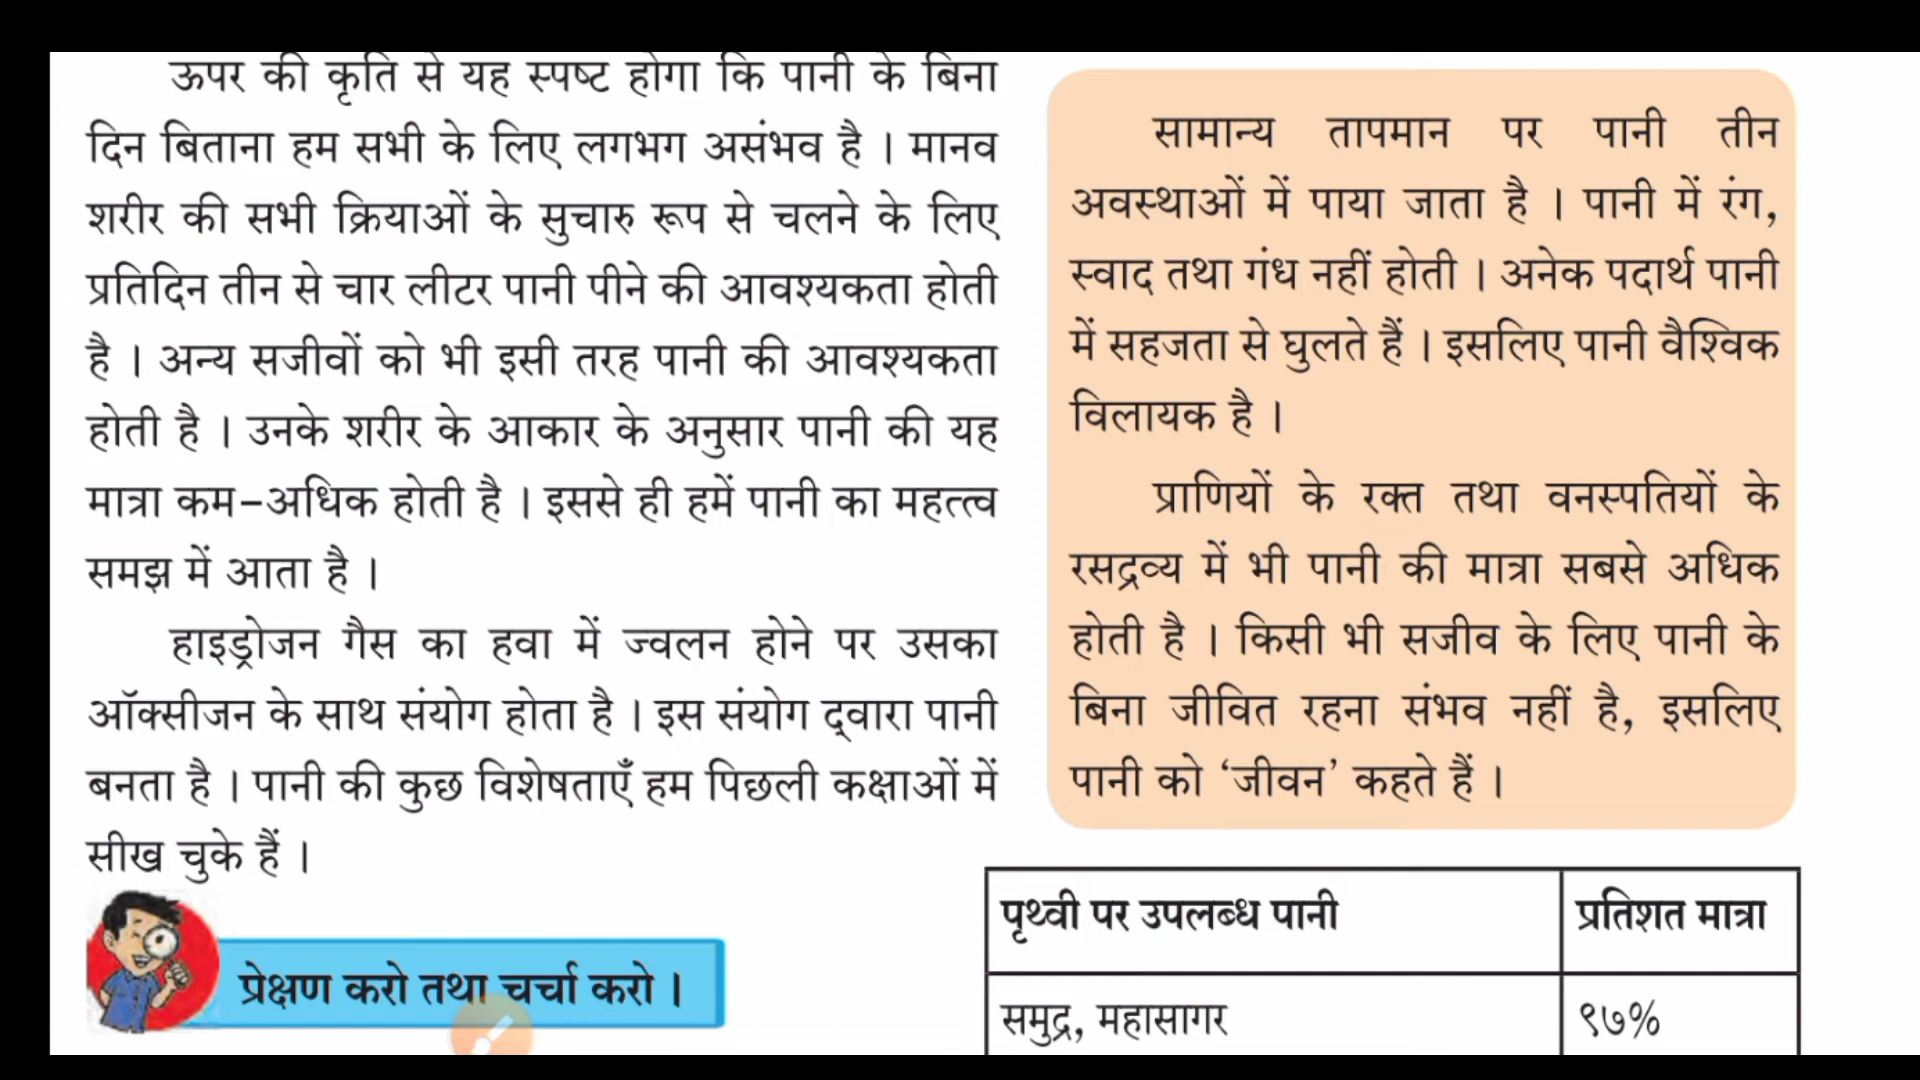 ऊपर की कृति से यह स्पष्ट होगा कि पानी के बिना
दिन बिताना हम सभी के लिए लगभग असंभव है । मानव
शरीर की सभी क्रियाओं के सुचारु रूप से चलने के लिए
प्रतिदिन तीन से चार लीटर पानी पीने की आवश्यकता होती
है । अन्य सजीवों को भी इसी तरह पानी की आवश्यकता
होती है । उनके शरीर के आकार के अनुसार पानी की यह
मात्रा कम-अधिक होती है । इससे ही हमें पानी का महत्त्व
समझ में आता है ।
हाइड्रोजन गैस का हवा में ज्वलन होने पर उसका
ऑक्सीजन के साथ संयोग होता है । इस संयोग द्‌वारा पानी
बनता है । पानी की कुछ विशेषताएँ हम पिछली कक्षाओं में
सीख चुके हैं ।
प्रेक्षण करो तथा चर्चा करो ।
सामान्य तापमान पर पानी तीन
अवस्थाओं में पाया जाता है । पानी में रंग,
स्वाद तथा गंध नहीं होती । अनेक पदार्थ पानी
में सहजता से घुलते हैं । इसलिए पानी वैश्विक
विलायक है ।
प्राणियों के रक्त तथा वनस्पतियों के
रसद्रव्य में भी पानी की मात्रा सबसे अधिक
होती है । किसी भी सजीव के लिए पानी के
बिना जीवित रहना संभव नहीं है, इसलिए
पानी को ‘जीवन’ कहते हैं ।
पृथ्वी पर उपलब्ध पानी प्रतिशत मात्रा
समुद्र, महासागर ९७%